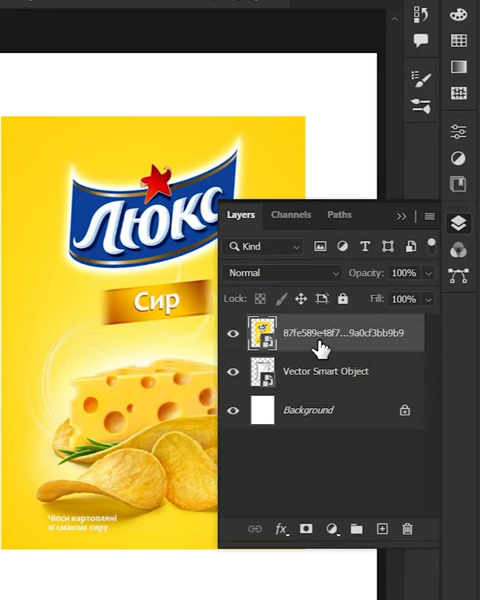 Люкс
Сир
Чіпси картопляні
зі смаком сиру
Layers Channels Paths
Kind
Normal Opacity: 100%
Lock: Fill: 100%
87fe589e48f7...9a0cf3bb9b9
Vector Smart Object
Background
fx